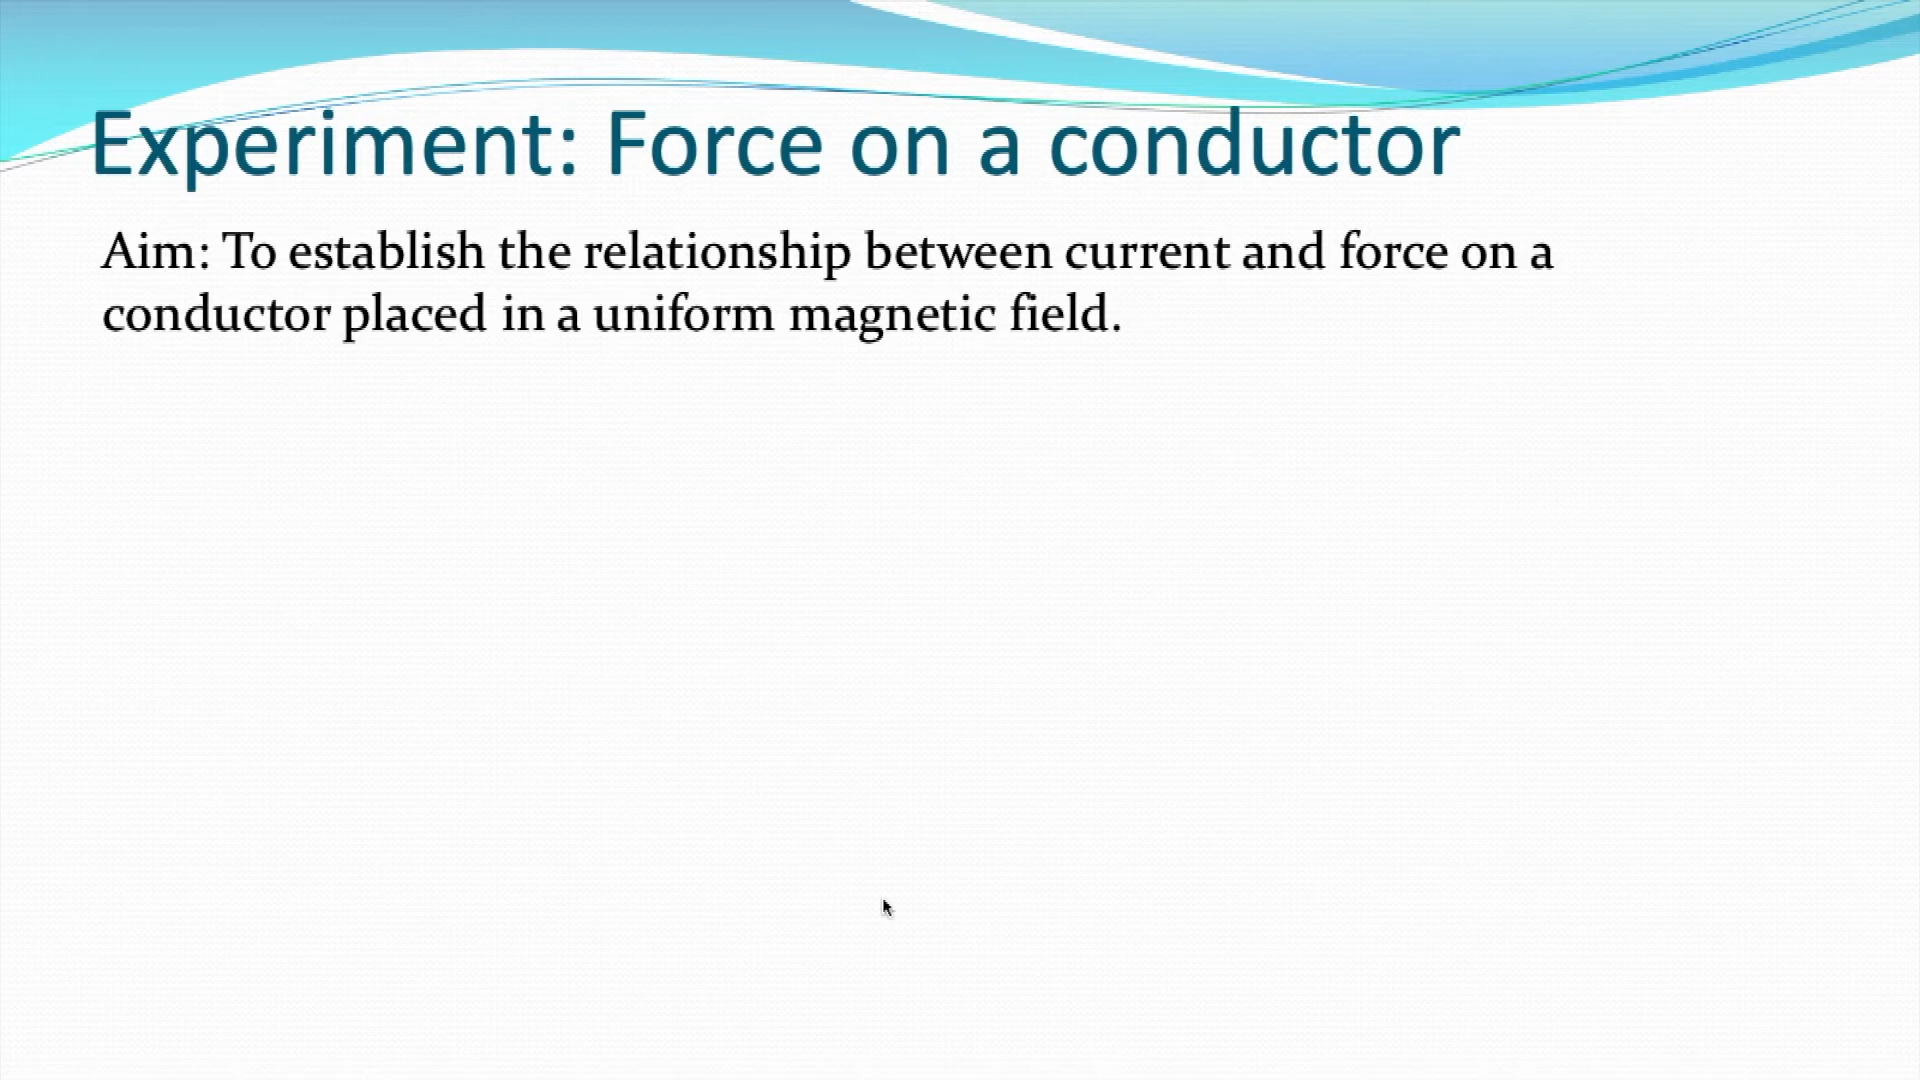 Experiment: Force on a conductor
Aim: To establish the relationship between current and force on a
conductor placed in a uniform magnetic field.